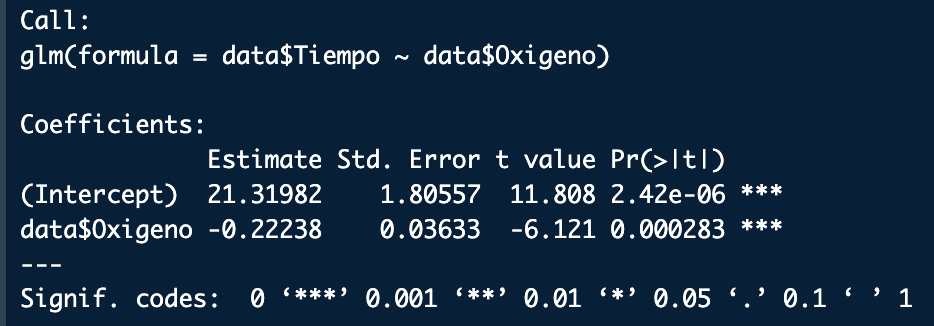 Call:
glm(formula = data$Tiempo ~ data$Oxigeno)
Coefficients:
Estimate Std. Error t value Pr(>|t|)
(Intercept) 21.31982 1.80557 11.808 2.42e-06 ***
data$Oxigeno -0.22238 0.03633 -6.121 0.000283 ***
---
Signif. codes: 0 ‘***’ 0.001 ‘**’ 0.01 ‘*’ 0.05 ‘.’ 0.1 ‘ ’ 1